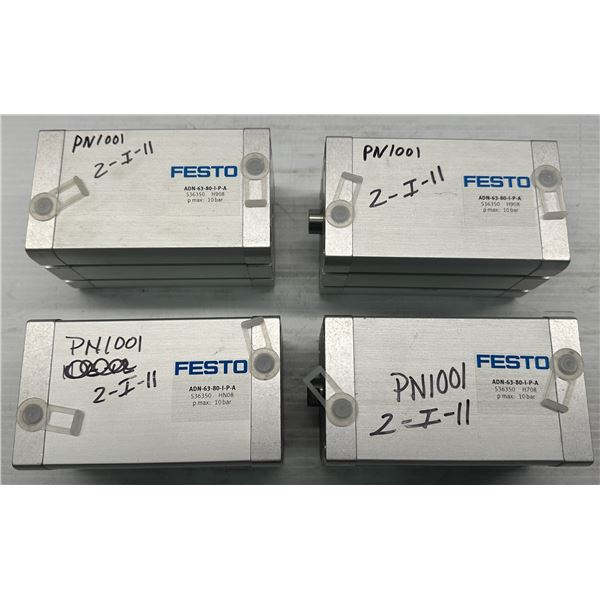 PN1001
2-I-11
FESTO
ADN-63-80-I-P-A
536350 H908
p max: 10 bar
PN1001
2-I-11
FESTO
ADN-63-80-I-P-A
536350 H908
p max: 10 bar
PN1001
2-I-11
FESTO
ADN-63-80-I-P-A
536350 HN08
p max: 10 bar
PN1001
2-I-11
FESTO
ADN-63-80-I-P-A
536350 H708
p max: 10 bar